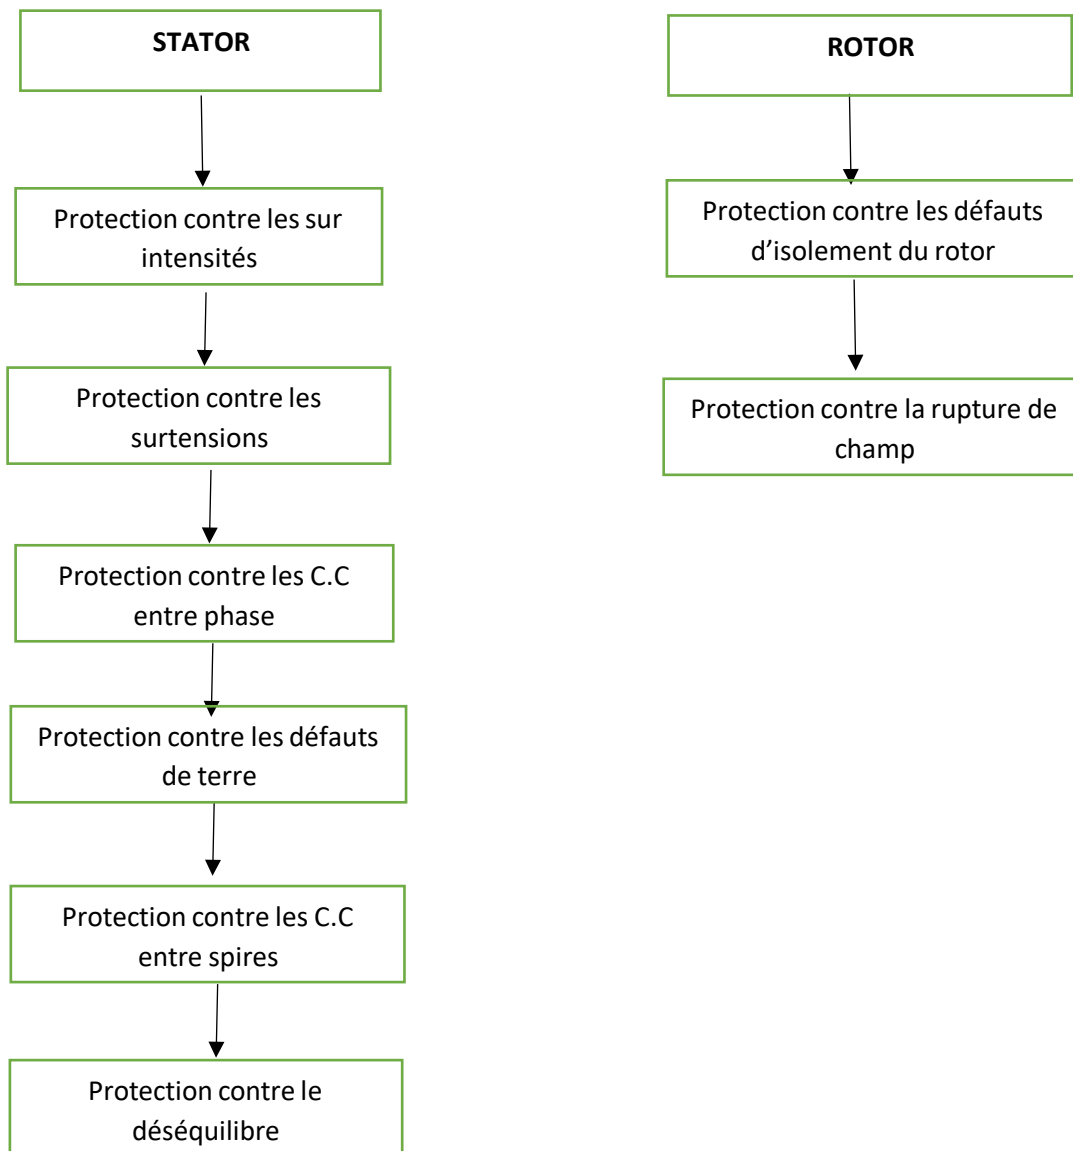 STATOR
Protection contre les sur
intensités
Protection contre les
surtensions
Protection contre les C.C
entre phase
Protection contre les défauts
de terre
Protection contre les C.C
entre spires
Protection contre le
déséquilibre
ROTOR
Protection contre les défauts
d’isolement du rotor
Protection contre la rupture de
champ